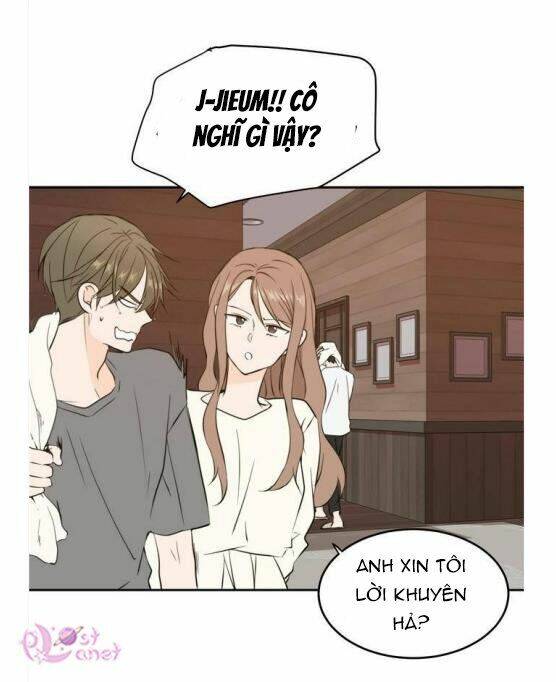 J-JIEUM!! CÔ
NGHĨ GÌ VẬY?
ANH XIN TÔI
LỜI KHUYÊN
HẢ?
Lost
Planet